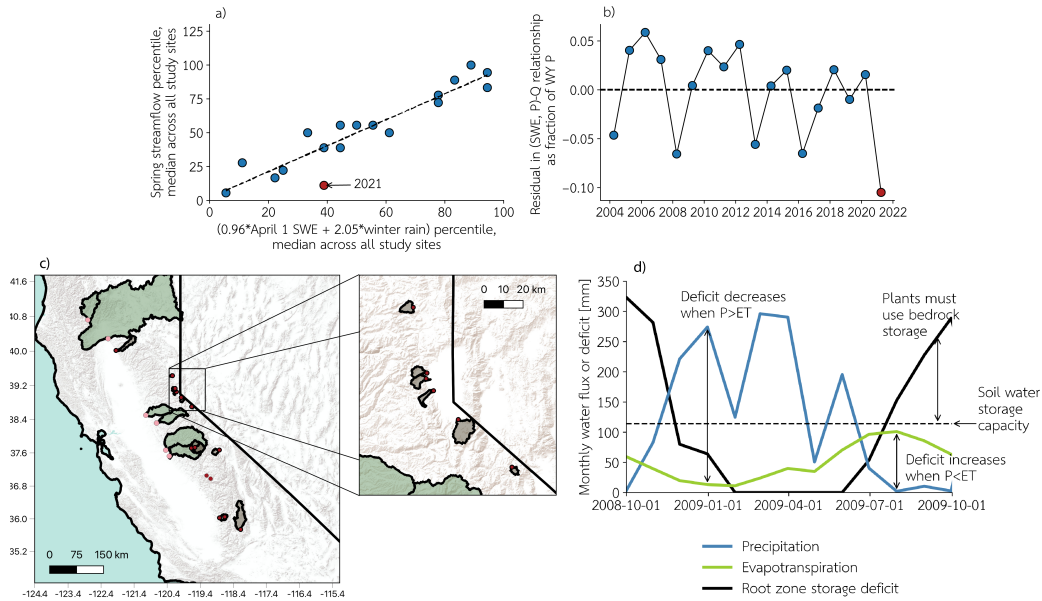 a)
Spring streamflow percentile,
median across all study sites
125
100
75
50
25
0
2021
0 20 40 60 80 100
(0.96*April 1 SWE + 2.05*winter rain) percentile,
median across all study sites
b)
Residual in (SWE, P)-Q relationship
as fraction of WY P
0.05
0.00
−0.05
−0.10
2004 2006 2008 2010 2012 2014 2016 2018 2020 2022
c)
41.6
40.8
40.0
39.2
38.4
37.6
36.8
36.0
35.2
0 75 150 km
-124.4 -123.4 -122.4 -121.4 -120.4 -119.4 -118.4 -117.4 -116.4 -115.4
0 10 20 km
d)
Monthly water flux or deficit [mm]
350
300
250
200
150
100
50
0
Deficit decreases
when P>ET
Plants must
use bedrock
storage
Soil water
storage
capacity
Deficit increases
when P<ET
2008-10-01 2009-01-01 2009-04-01 2009-07-01 2009-10-01
Precipitation
Evapotranspiration
Root zone storage deficit